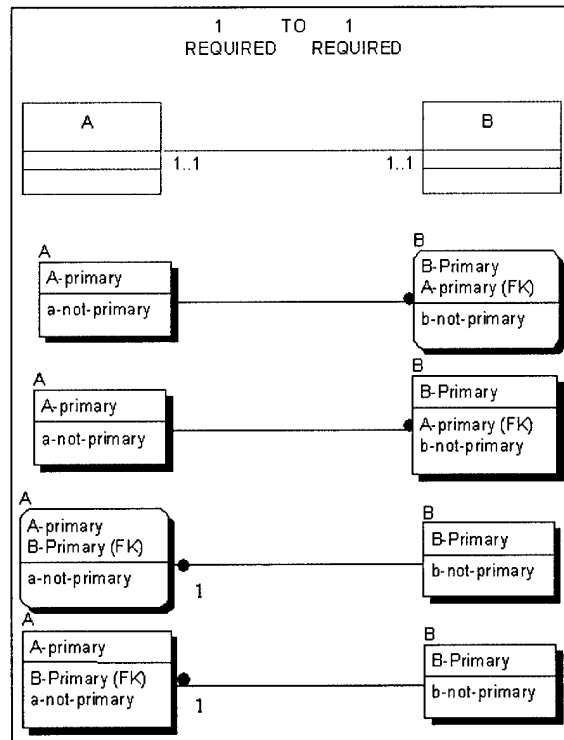 1 TO 1
REQUIRED REQUIRED
A B
1..1 1..1
A B
A-primary
a-not-primary
B-Primary
A-primary (FK)
b-not-primary
A B
A-primary
a-not-primary
B-Primary
A-primary (FK)
b-not-primary
A B
A-primary
B-Primary (FK)
a-not-primary
1
B-Primary
b-not-primary
A B
A-primary
B-Primary (FK)
a-not-primary
1
B-Primary
b-not-primary